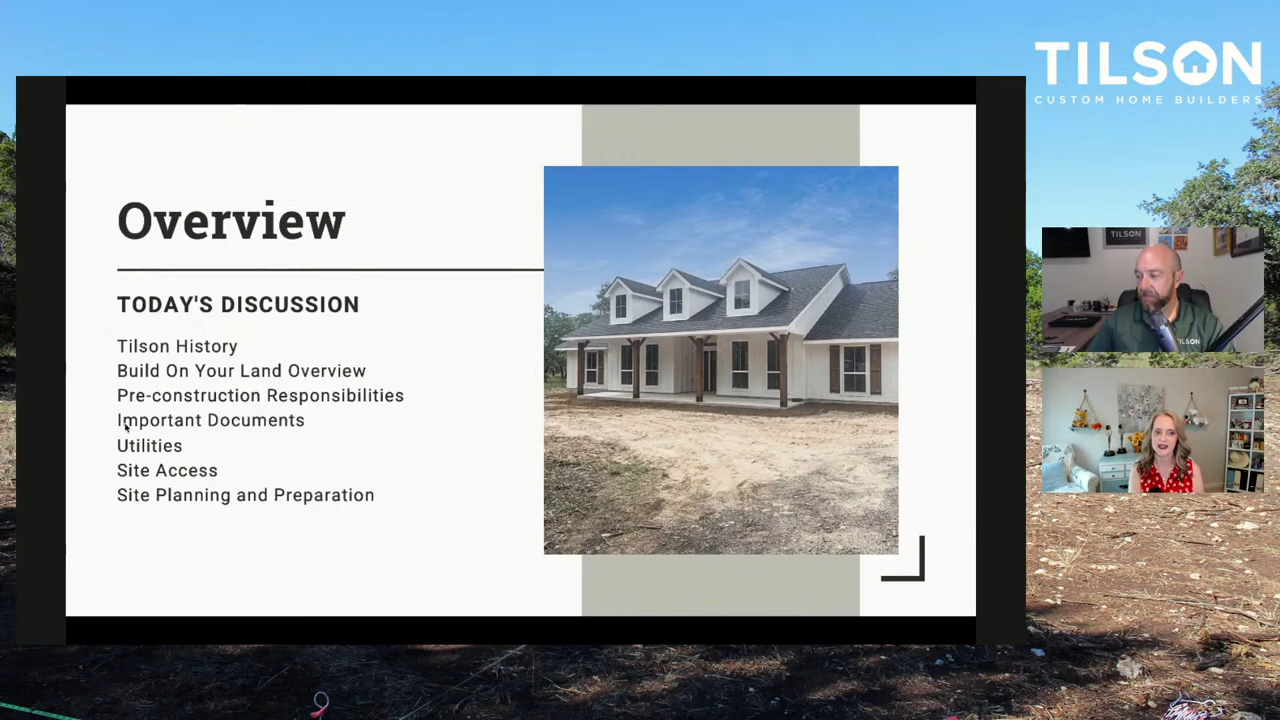 TILSON
CUSTOM HOME BUILDERS
Overview
TODAY'S DISCUSSION
Tilson History
Build On Your Land Overview
Pre-construction Responsibilities
Important Documents
Utilities
Site Access
Site Planning and Preparation
TILSON
TILSON